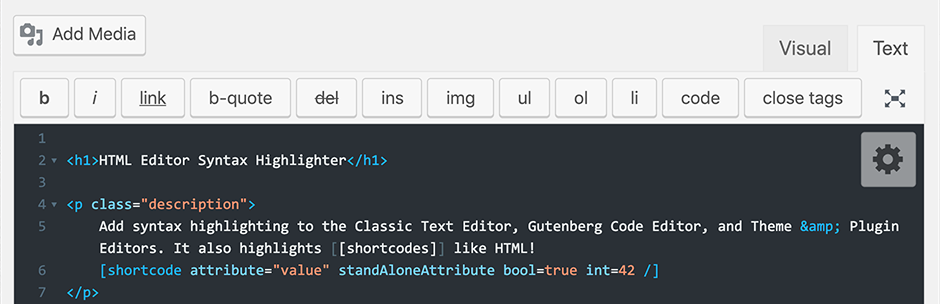 Add Media
Visual Text
b i link b-quote del ins img ul ol li code close tags
1
2 <h1>HTML Editor Syntax Highlighter</h1>
3
4 <p class="description">
5 Add syntax highlighting to the Classic Text Editor, Gutenberg Code Editor, and Theme &amp; Plugin
Editors. It also highlights [[shortcodes]] like HTML!
6 [shortcode attribute="value" standAloneAttribute bool=true int=42 /]
7 </p>